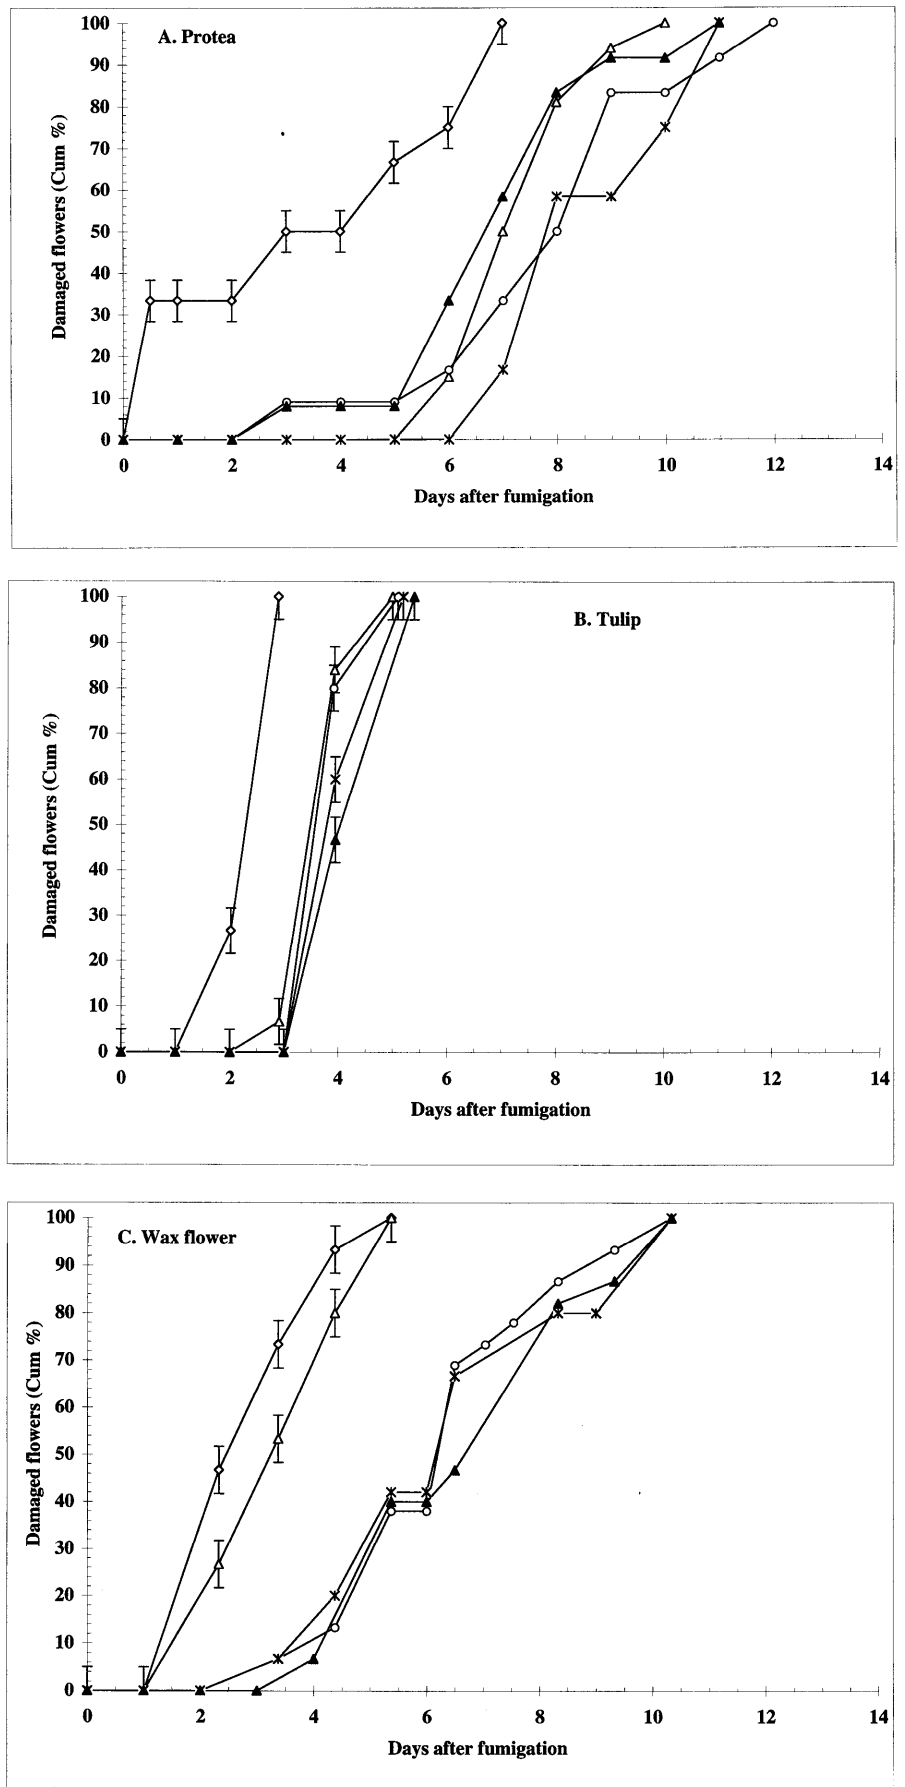 A. Protea
100
90
80
70
60
50
40
30
20
10
0
Damaged flowers (Cum %)
0 2 4 6 8 10 12 14
Days after fumigation
B. Tulip
100
90
80
70
60
50
40
30
20
10
0
Damaged flowers (Cum %)
0 2 4 6 8 10 12 14
Days after fumigation
C. Wax flower
100
90
80
70
60
50
40
30
20
10
0
Damaged flowers (Cum %)
0 2 4 6 8 10 12 14
Days after fumigation